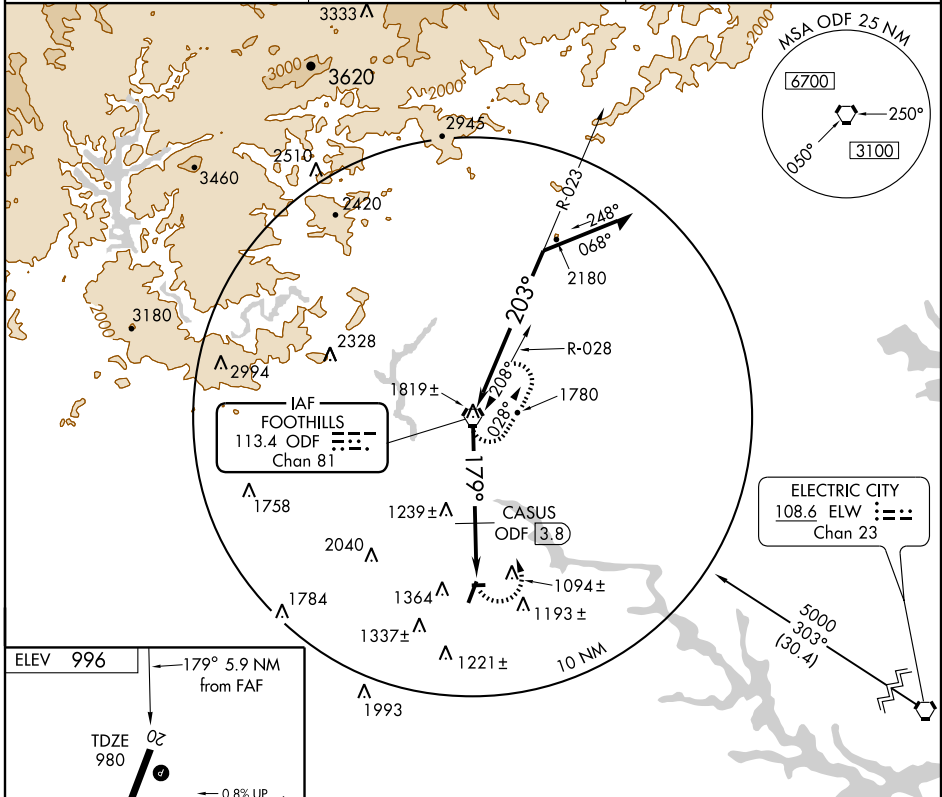 3333
3000
3620
2000
2000
2945
2510
3460
2420
MSA ODF 25 NM
6700
250°
050°
3100
R-023
248°
068°
2180
203°
3180
2000
2328
2994
R-028
208°
028°
1819±
1780
IAF
FOOTHILLS
113.4 ODF
Chan 81
179°
1758
1239±
CASUS
ODF 3.8
2040
ELECTRIC CITY
108.6 ELW
Chan 23
1784
1364
1094±
1193±
1337±
1221±
10 NM
5000
303°
(30.4)
1993
ELEV 996
179° 5.9 NM
from FAF
20
TDZE
980
P
0.8% UP